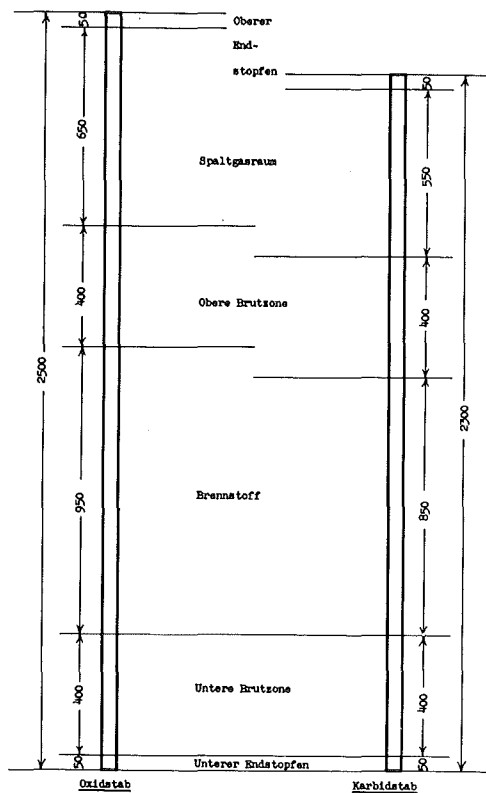 50
Oberer
End-
stopfen
50
650
550
Spaltgasraum
400
Obere Brutzone
400
2500
2300
950
Brennstoff
850
400
Untere Brutzone
400
50
Unterer Endstopfen
50
Oxidstab
Karbidstab